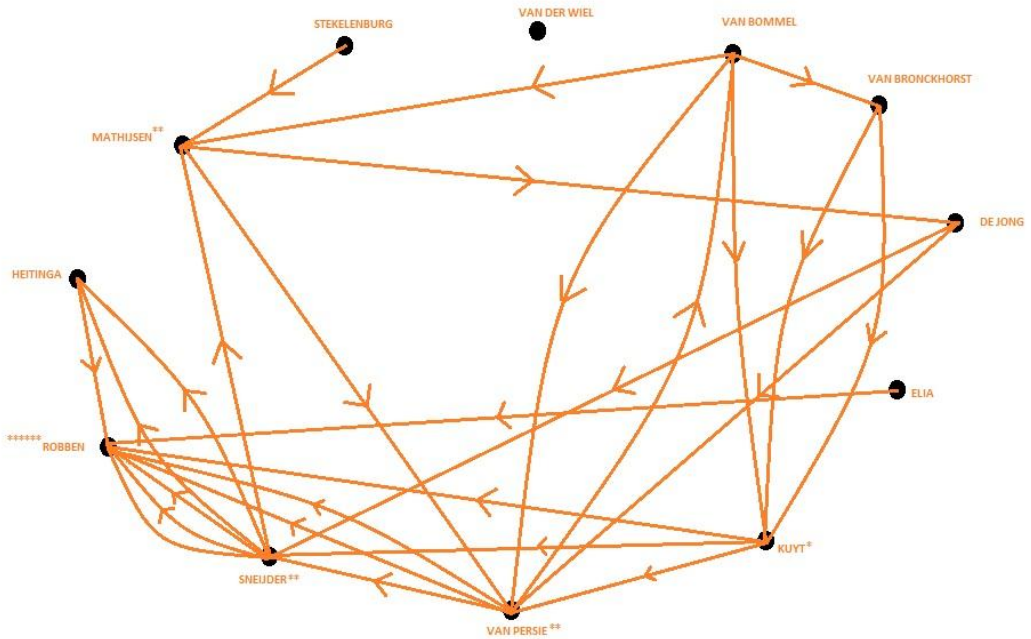 VAN DER WIEL
STEKELENBURG
VAN BOMMEL
VAN BRONCKHORST
MATHIJSEN**
DE JONG
HEITINGA
ELIA
******ROBBEN
KUYT*
SNEIJDER**
VAN PERSIE**